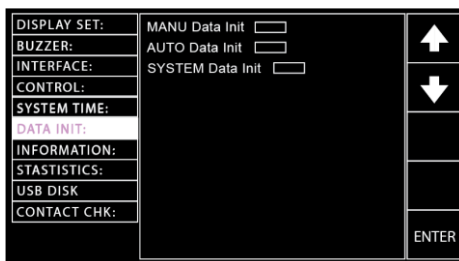 DISPLAY SET:
BUZZER:
INTERFACE:
CONTROL:
SYSTEM TIME:
DATA INIT:
INFORMATION:
STASTISTICS:
USB DISK
CONTACT CHK:
MANU Data Init
AUTO Data Init
SYSTEM Data Init
ENTER